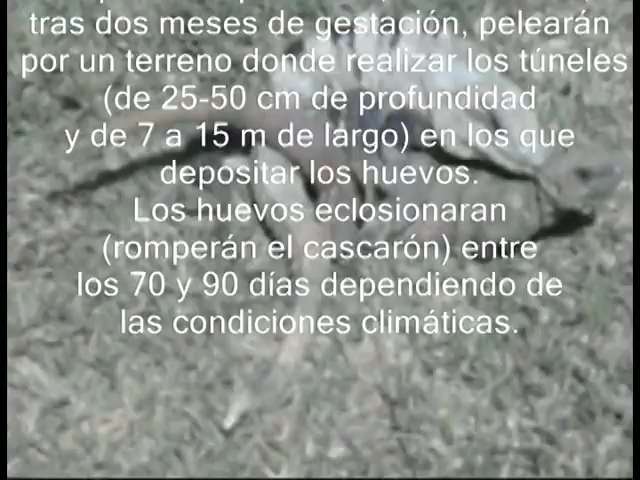 tras dos meses de gestación, pelearán
por un terreno donde realizar los túneles
(de 25-50 cm de profundidad
y de 7 a 15 m de largo) en los que
depositar los huevos.
Los huevos eclosionaran
(romperán el cascarón) entre
los 70 y 90 días dependiendo de
las condiciones climáticas.